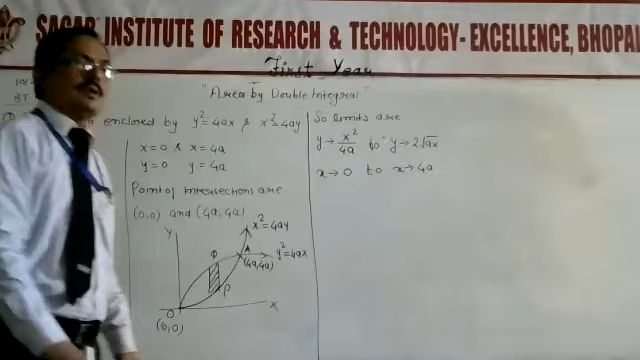 SAGAR INSTITUTE OF RESEARCH & TECHNOLOGY- EXCELLENCE, BHOPAL
First Year
"Area by Double Integral"
enclosed by y² = 4ax & x² = 4ay
x=0 & x=4a
y=0 y=4a
Point of intersections are
(0,0) and (4a,4a)
Y
x²=4ay
Q
A
y²=4ax
(4a,4a)
P
O
X
(0,0)
So limits are
y→ x²/4a to y→ 2√ax
x→0 to x→4a